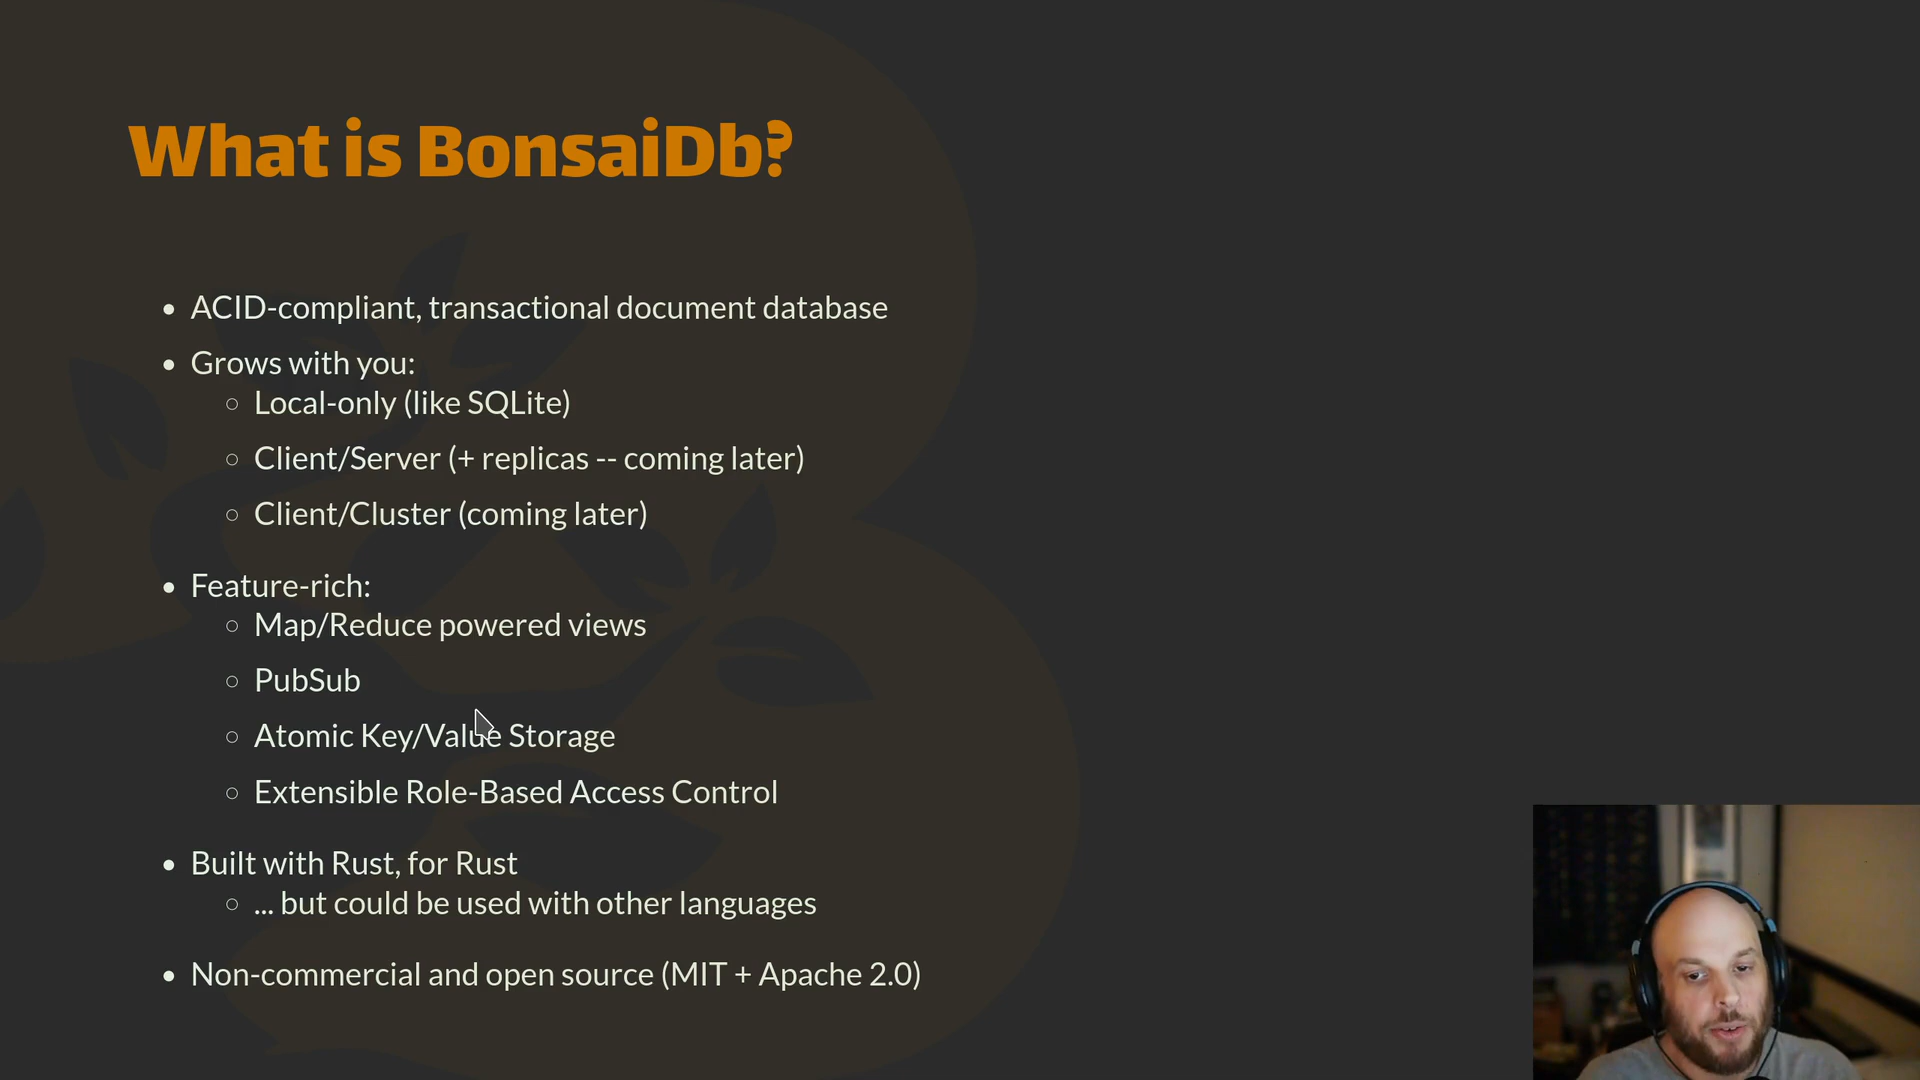 What is BonsaiDb?
• ACID-compliant, transactional document database
• Grows with you:
○ Local-only (like SQLite)
○ Client/Server (+ replicas -- coming later)
○ Client/Cluster (coming later)
• Feature-rich:
○ Map/Reduce powered views
○ PubSub
○ Atomic Key/Value Storage
○ Extensible Role-Based Access Control
• Built with Rust, for Rust
○ ... but could be used with other languages
• Non-commercial and open source (MIT + Apache 2.0)